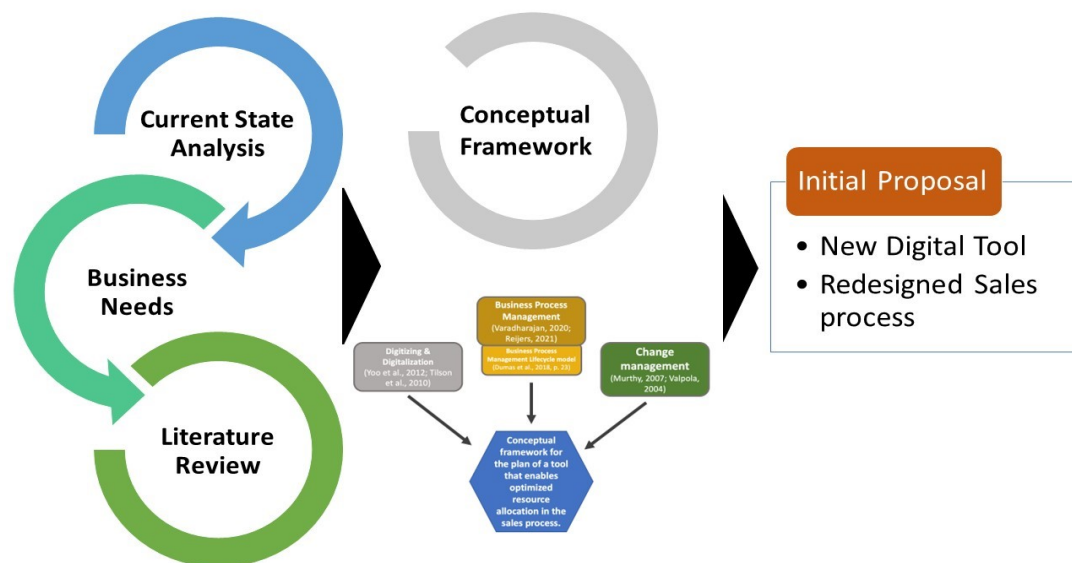 Current State
Analysis
Business
Needs
Literature
Review
Conceptual
Framework
Business Process
Management
(Varadharajan, 2020;
Reijers, 2021)
Business Process
Management Lifecycle model
(Dumas et al., 2018, p. 23)
Digitizing &
Digitalization
(Yoo et al., 2012; Tilson
et al., 2010)
Change
management
(Murthy, 2007; Valpola,
2004)
Conceptual
framework for
the plan of a tool
that enables
optimized
resource
allocation in the
sales process.
Initial Proposal
• New Digital Tool
• Redesigned Sales
process